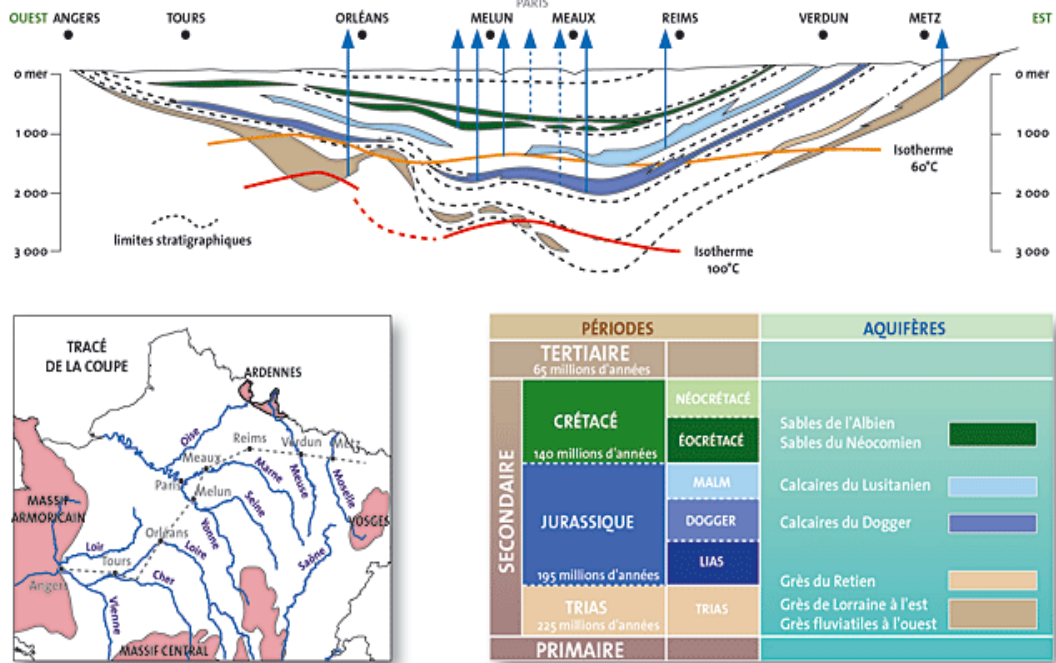 PARIS
OUEST ANGERS TOURS ORLÉANS MELUN MEAUX REIMS VERDUN METZ EST
0 mer
1 000
2 000
3 000
0 mer
1 000
2 000
3 000
Isotherme
60°C
Isotherme
100°C
limites stratigraphiques
TRACÉ
DE LA COUPE
ARDENNES
Oise
Reims
Verdun
Metz
Meaux
Marne
Meuse
Moselle
Paris
Melun
Seine
MASSIF
ARMORICAIN
VOSGES
Orléans
Yonne
Loir
Loire
Saône
Tours
Angers
Cher
Vienne
MASSIF CENTRAL
PÉRIODES
AQUIFÈRES
TERTIAIRE
65 millions d'années
SECONDAIRE
CRÉTACÉ
140 millions d'années
NÉOCRÉTACÉ
ÉOCRÉTACÉ
Sables de l'Albien
Sables du Néocomien
JURASSIQUE
195 millions d'années
MALM
DOGGER
LIAS
Calcaires du Lusitanien
Calcaires du Dogger
TRIAS
225 millions d'années
TRIAS
Grès du Retien
Grès de Lorraine à l'est
Grès fluviatiles à l'ouest
PRIMAIRE